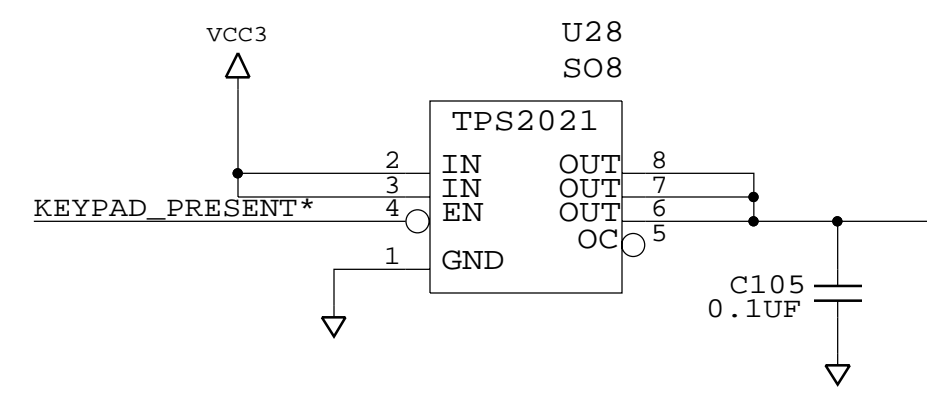 VCC3
U28
SO8
TPS2021
2 IN OUT 8
3 IN OUT 7
KEYPAD_PRESENT* 4 EN OUT 6
OC 5
1 GND
C105
0.1UF